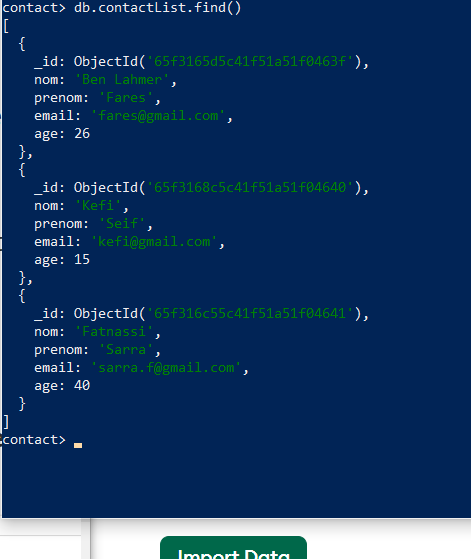 contact> db.contactList.find()
[
  {
    _id: ObjectId('65f3165d5c41f51a51f0463f'),
    nom: 'Ben Lahmer',
    prenom: 'Fares',
    email: 'fares@gmail.com',
    age: 26
  },
  {
    _id: ObjectId('65f3168c5c41f51a51f04640'),
    nom: 'Kefi',
    prenom: 'Seif',
    email: 'kefi@gmail.com',
    age: 15
  },
  {
    _id: ObjectId('65f316c55c41f51a51f04641'),
    nom: 'Fatnassi',
    prenom: 'Sarra',
    email: 'sarra.f@gmail.com',
    age: 40
  }
]
contact>
Import Data